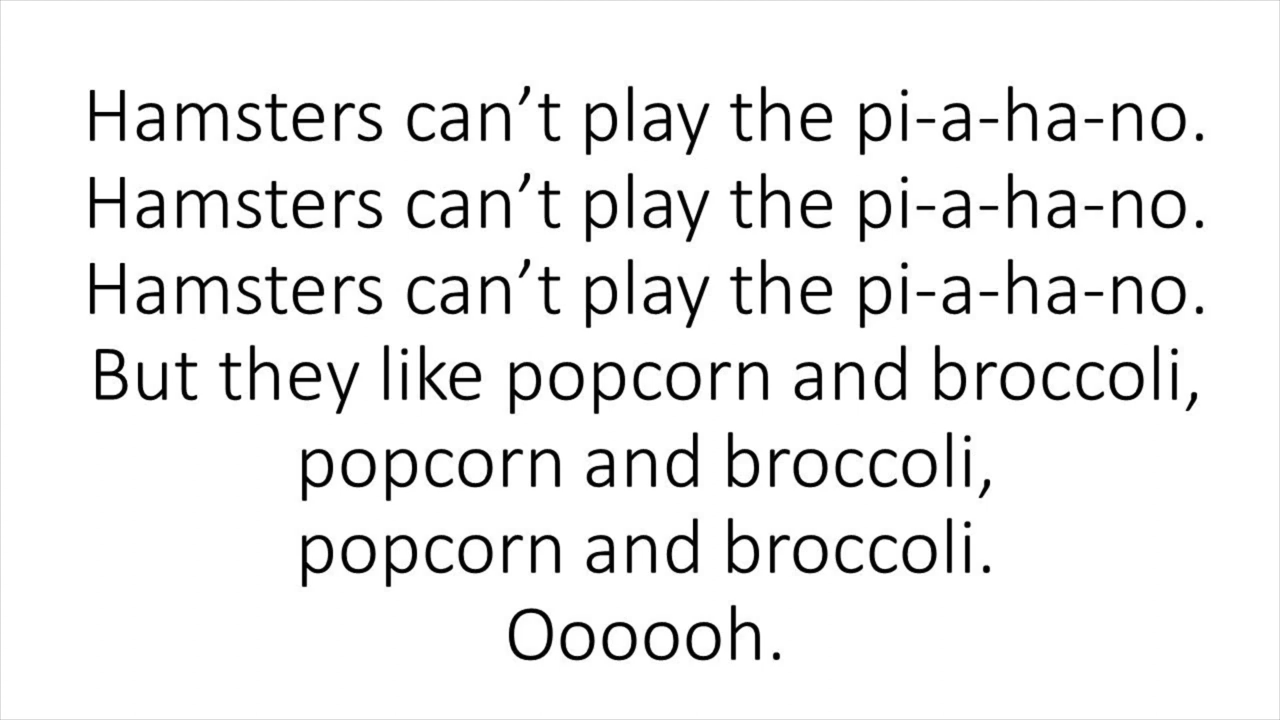 Hamsters can’t play the pi-a-ha-no.
Hamsters can’t play the pi-a-ha-no.
Hamsters can’t play the pi-a-ha-no.
But they like popcorn and broccoli,
popcorn and broccoli,
popcorn and broccoli.
Oooooh.